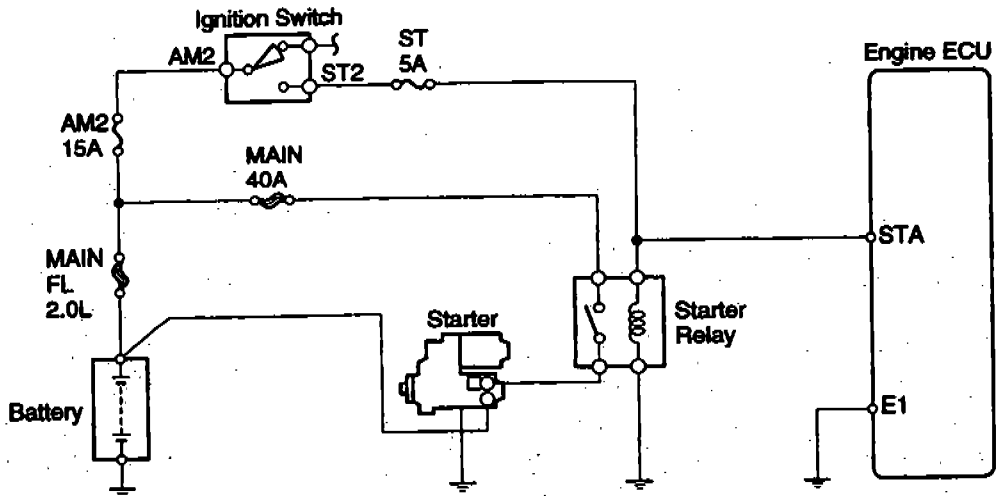 Ignition Switch
AM2
ST2
ST
5A
Engine ECU
AM2
15A
MAIN
40A
STA
MAIN
FL
2.0L
Starter
Starter
Relay
Battery
E1